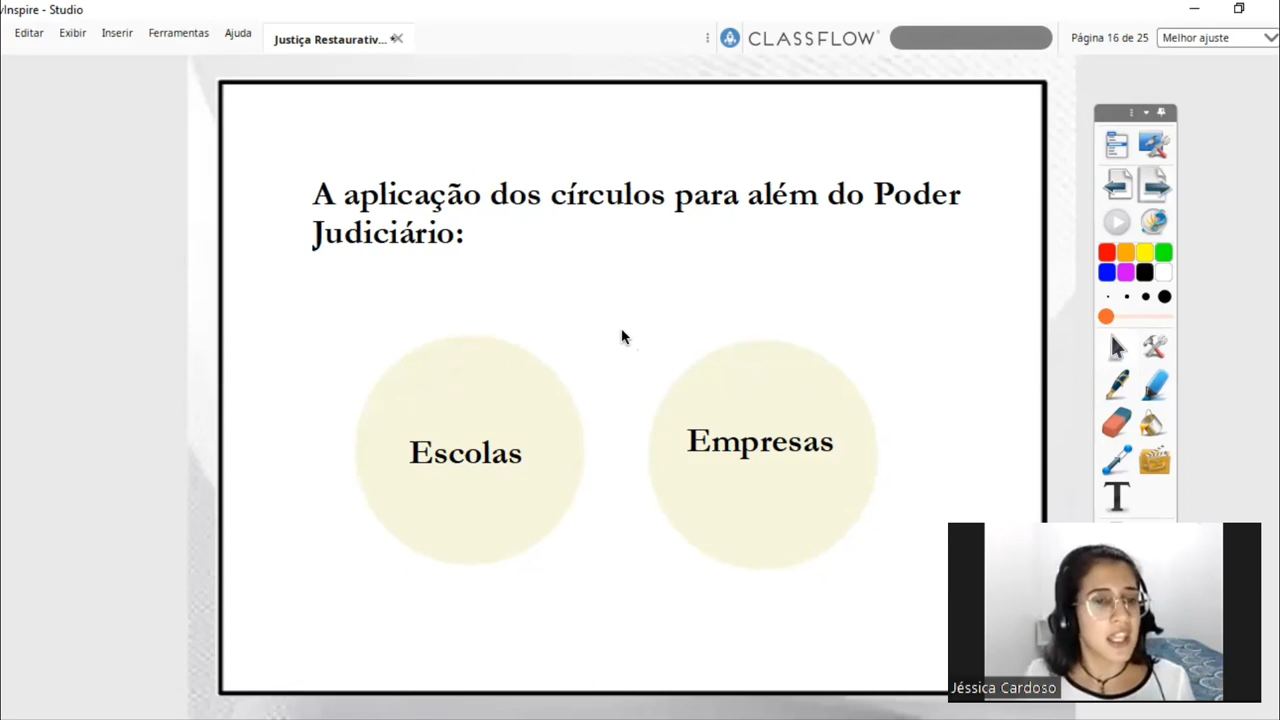 vInspire - Studio
Editar Exibir Inserir Ferramentas Ajuda
Justiça Restaurativ...
CLASSFLOW
Página 16 de 25
Melhor ajuste
A aplicação dos círculos para além do Poder
Judiciário:
Escolas
Empresas
T
Jéssica Cardoso